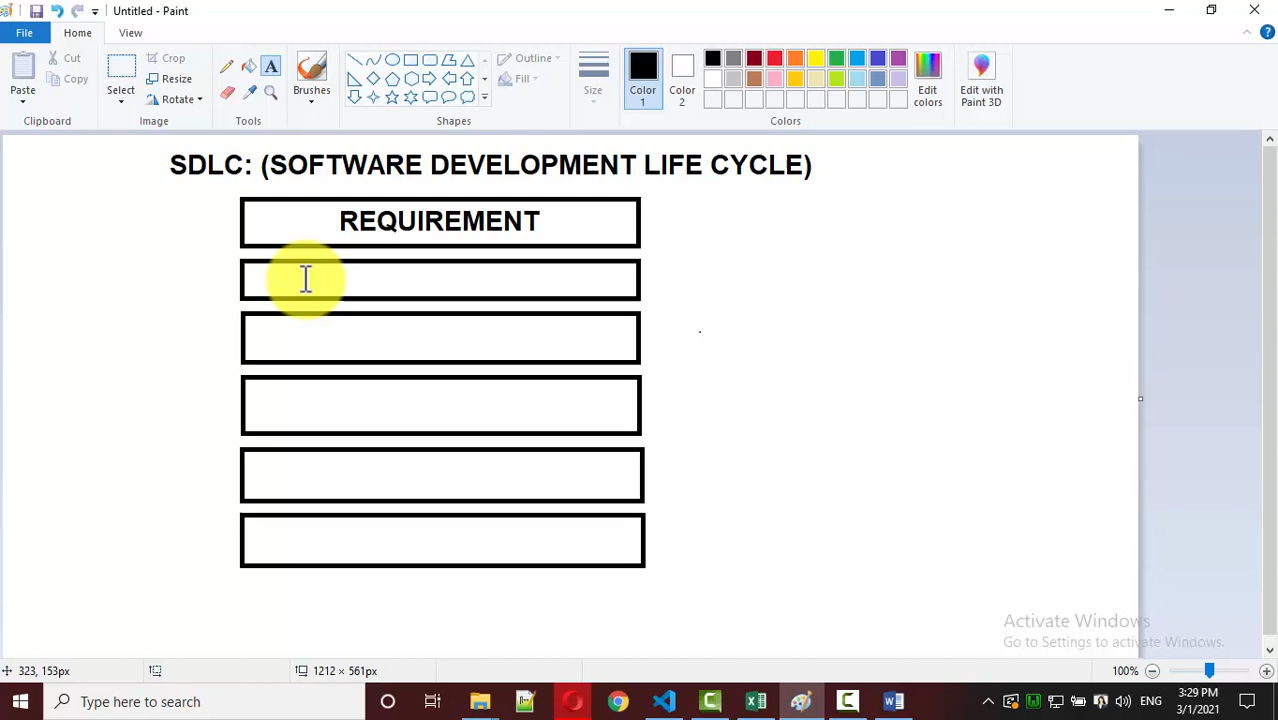 Untitled - Paint
File
Home
View
Cut
Copy
Paste
Clipboard
Crop
Resize
Rotate
Select
Image
A
Tools
Brushes
Outline
Fill
Shapes
Size
Color 1
Color 2
Edit colors
Colors
Edit with Paint 3D
SDLC: (SOFTWARE DEVELOPMENT LIFE CYCLE)
REQUIREMENT
Activate Windows
Go to Settings to activate Windows.
323, 153px
1212 × 561px
100%
Type here to search
ENG
3:29 PM
3/1/2021